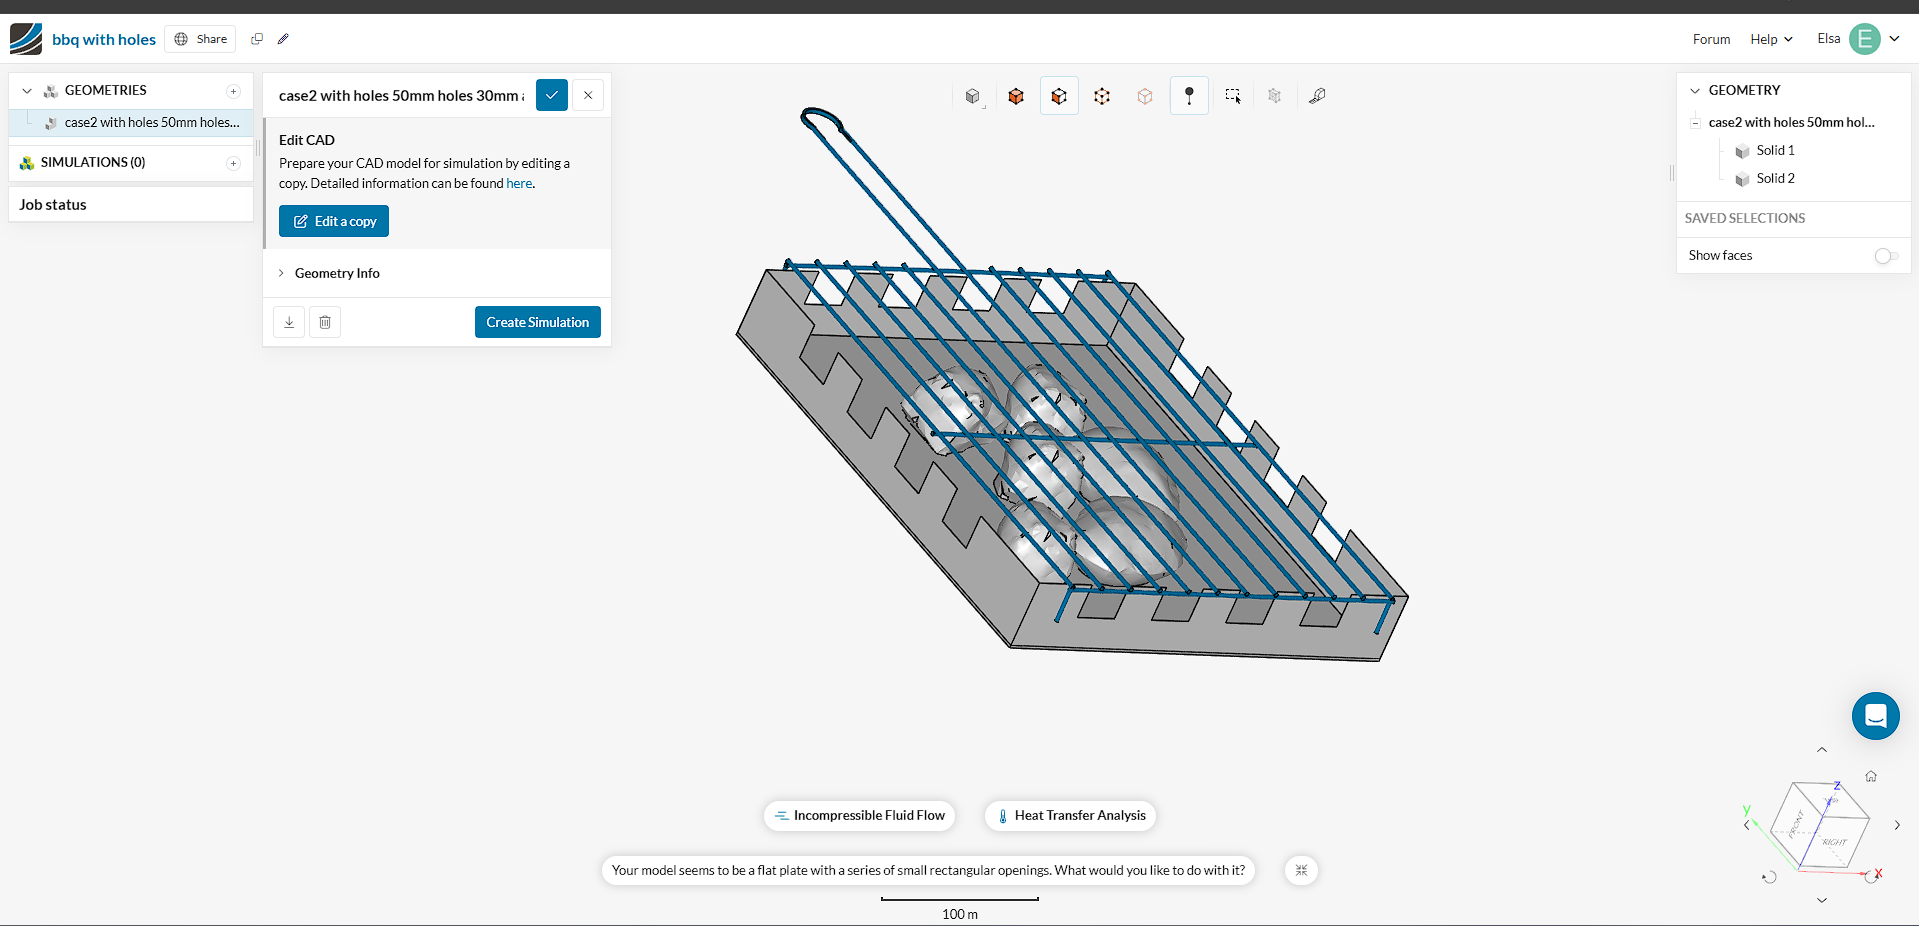 bbq with holes
Share
Forum
Help
Elsa
E
GEOMETRIES
case2 with holes 50mm holes...
SIMULATIONS (0)
Job status
case2 with holes 50mm holes 30mm
Edit CAD
Prepare your CAD model for simulation by editing a
copy. Detailed information can be found here.
Edit a copy
Geometry Info
Create Simulation
GEOMETRY
case2 with holes 50mm hol...
Solid 1
Solid 2
SAVED SELECTIONS
Show faces
Incompressible Fluid Flow
Heat Transfer Analysis
Your model seems to be a flat plate with a series of small rectangular openings. What would you like to do with it?
100 m
Z
Y
FRONT
RIGHT
X